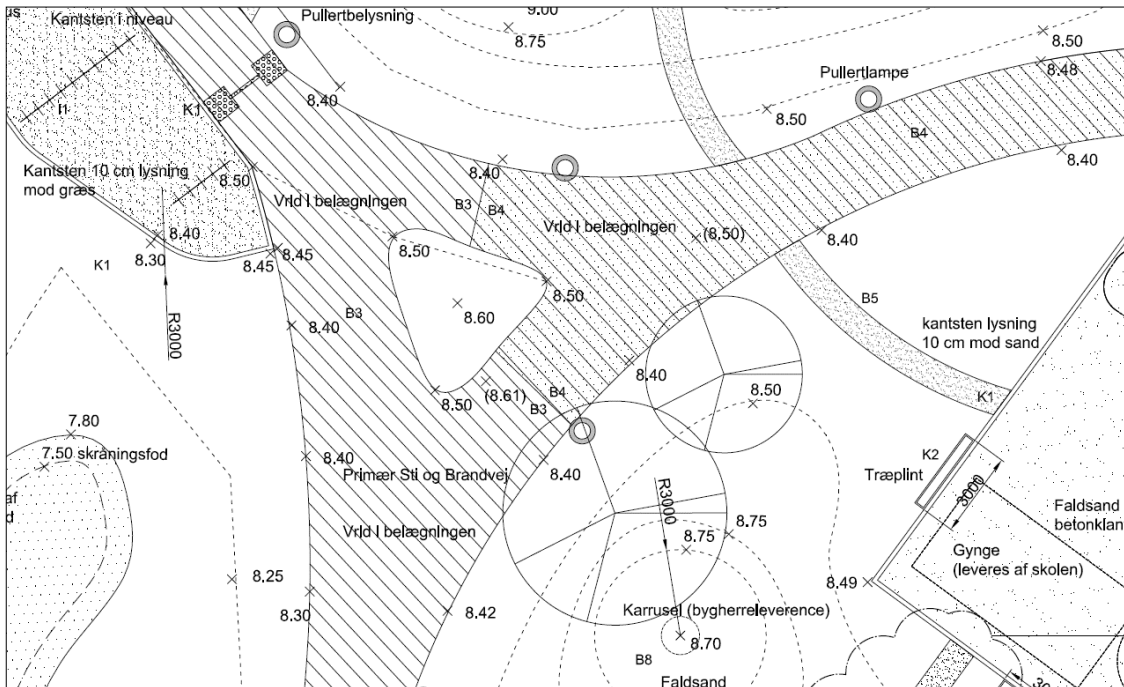 us
Kantsten i niveau
Pullertbelysning
9.00
8.75
8.50
8.48
Pullertlampe
8.40
8.50
K1
B4
Kantsten 10 cm lysning
mod græs
8.50
8.40
8.40
Vrid I belægningen
B3
B4
Vrid I belægningen
(8.50)
8.40
8.40
8.30
8.45
8.45
8.50
K1
8.50
B5
8.60
B3
R3000
8.40
kantsten lysning
10 cm mod sand
8.40
8.50
(8.61)
B4
B3
8.50
K1
7.80
7.50 skråningsfod
K2
8.40
Primær Sti og Brandvej
8.40
Træplint
3000
R3000
af
d
Faldsand
betonklan
Vrid I belægningen
8.75
8.75
Gynge
(leveres af skolen)
8.25
8.49
8.30
8.42
Karrusel (bygherreleverence)
8.70
B8
Faldsand